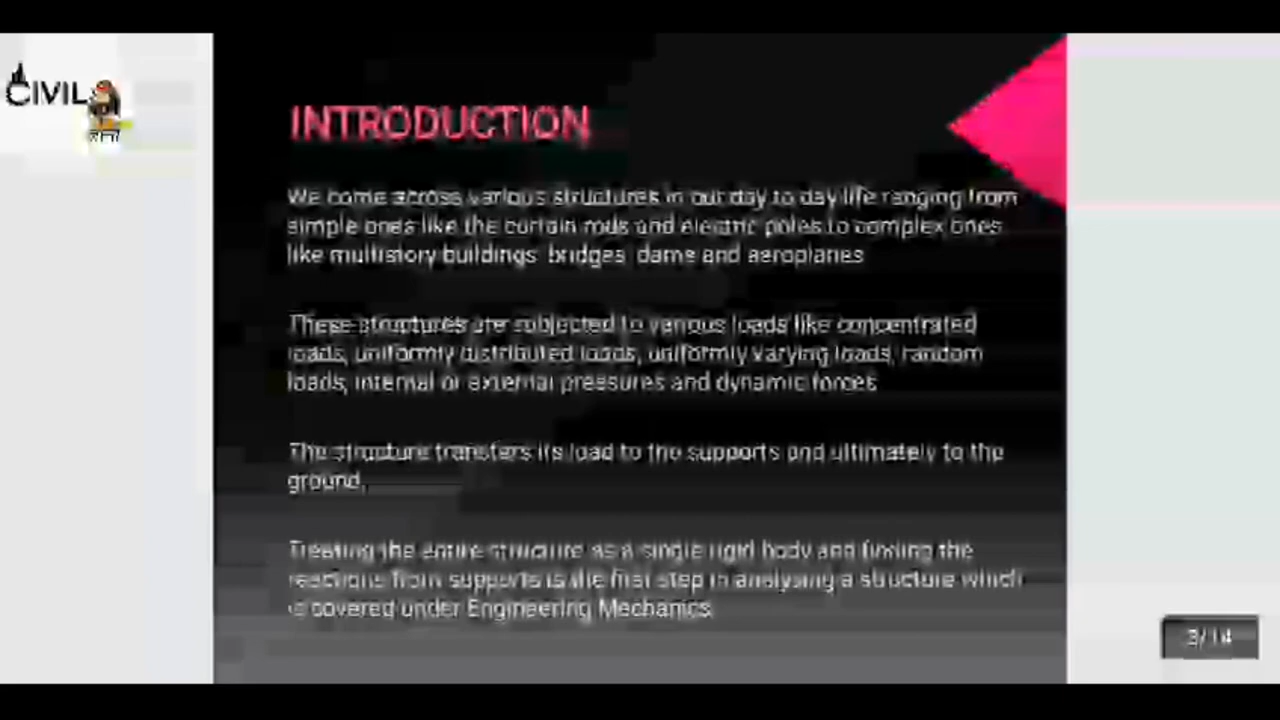 CIVIL
INTRODUCTION
We come across various structures in our day to day life ranging from
simple ones like the curtain rods and electric poles to complex ones
like multistory buildings, bridges, dams and aeroplanes
These structures are subjected to various loads like concentrated
loads, uniformly distributed loads, uniformly varying loads, random
loads, internal or external pressures and dynamic forces
The structure transfers its load to the supports and ultimately to the
ground.
Treating the entire structure as a single rigid body and finding the
reactions from supports is the first step in analysing a structure which
is covered under Engineering Mechanics.
3/14